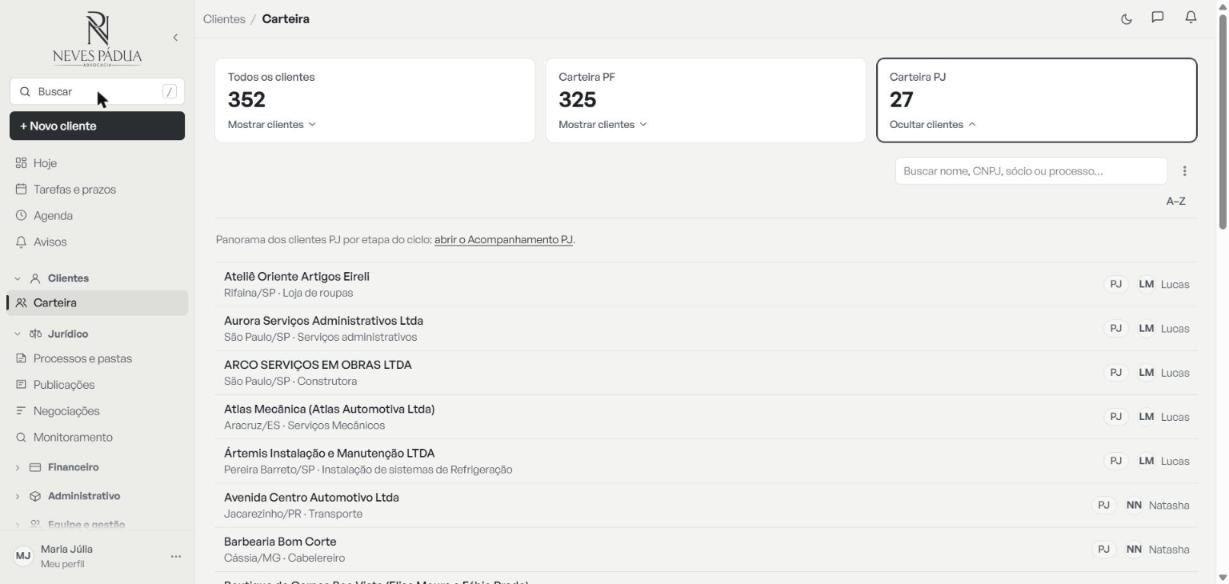 NEVES PÁDUA
ADVOCACIA
Buscar /
+ Novo cliente
Hoje
Tarefas e prazos
Agenda
Avisos
Clientes
Carteira
Jurídico
Processos e pastas
Publicações
Negociações
Monitoramento
Financeiro
Administrativo
Equipe e gestão
MJ Maria Júlia
Meu perfil
Clientes / Carteira
Todos os clientes
352
Mostrar clientes
Carteira PF
325
Mostrar clientes
Carteira PJ
27
Ocultar clientes
Buscar nome, CNPJ, sócio ou processo...
A–Z
Panorama dos clientes PJ por etapa do ciclo: abrir o Acompanhamento PJ.
Ateliê Oriente Artigos Eireli
Rifaina/SP · Loja de roupas
PJ LM Lucas
Aurora Serviços Administrativos Ltda
São Paulo/SP · Serviços administrativos
PJ LM Lucas
ARCO SERVIÇOS EM OBRAS LTDA
São Paulo/SP · Construtora
PJ LM Lucas
Atlas Mecânica (Atlas Automotiva Ltda)
Aracruz/ES · Serviços Mecânicos
PJ LM Lucas
Ártemis Instalação e Manutenção LTDA
Pereira Barreto/SP · Instalação de sistemas de Refrigeração
PJ LM Lucas
Avenida Centro Automotivo Ltda
Jacarezinho/PR · Transporte
PJ NN Natasha
Barbearia Bom Corte
Cássia/MG · Cabelereiro
PJ NN Natasha